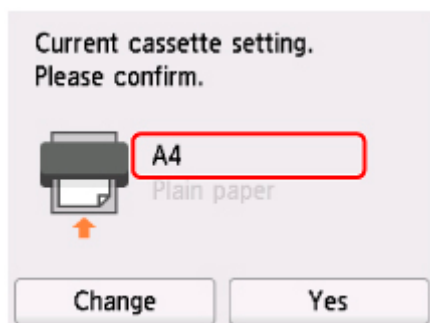 Current cassette setting.
Please confirm.
A4
Plain paper
Change
Yes